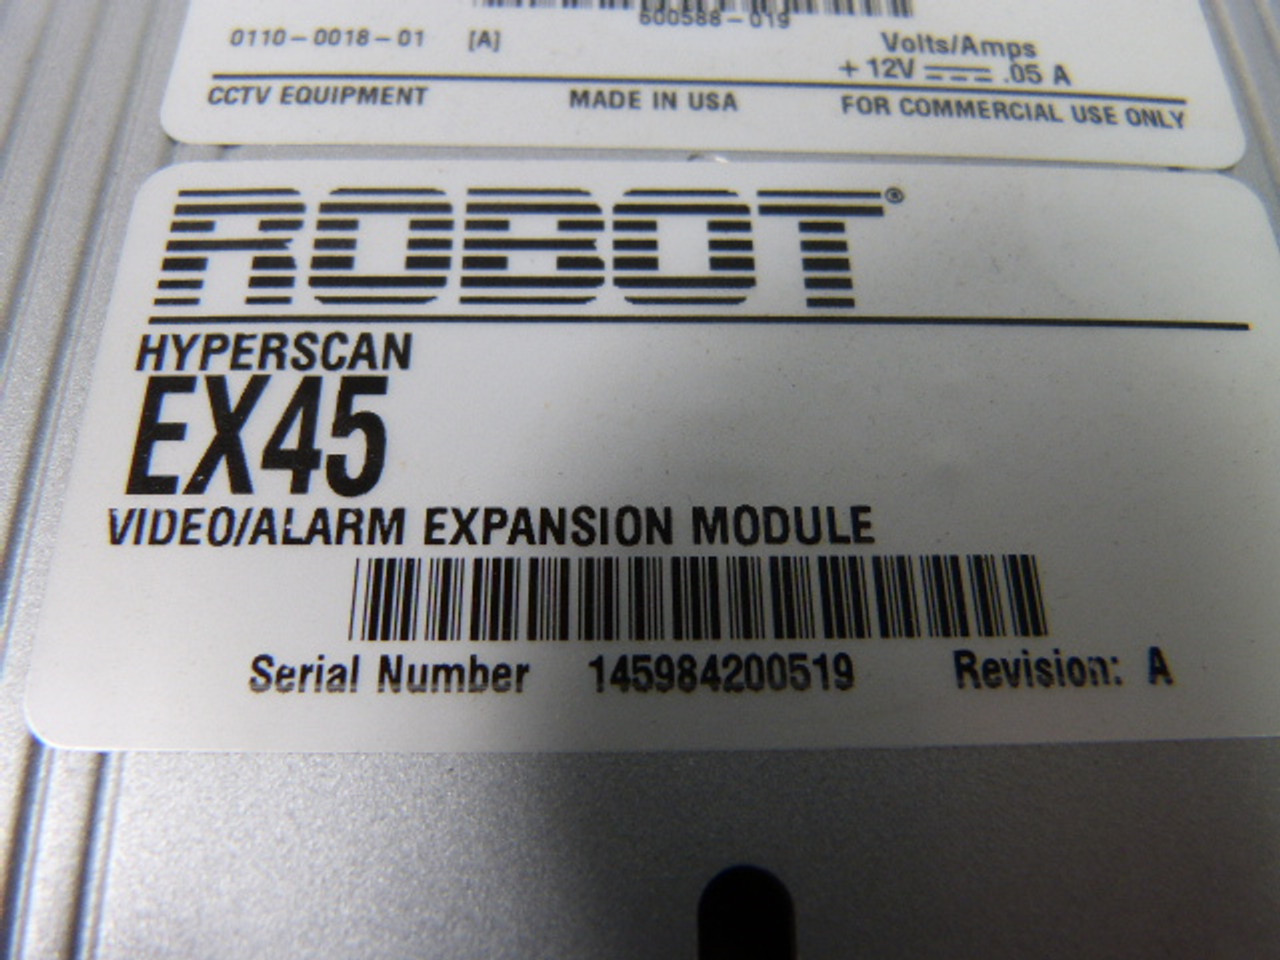 600588-019
0110-0018-01 [A]
Volts/Amps
+12V .05 A
CCTV EQUIPMENT MADE IN USA FOR COMMERCIAL USE ONLY
ROBOT®
HYPERSCAN
EX45
VIDEO/ALARM EXPANSION MODULE
Serial Number 145984200519 Revision: A